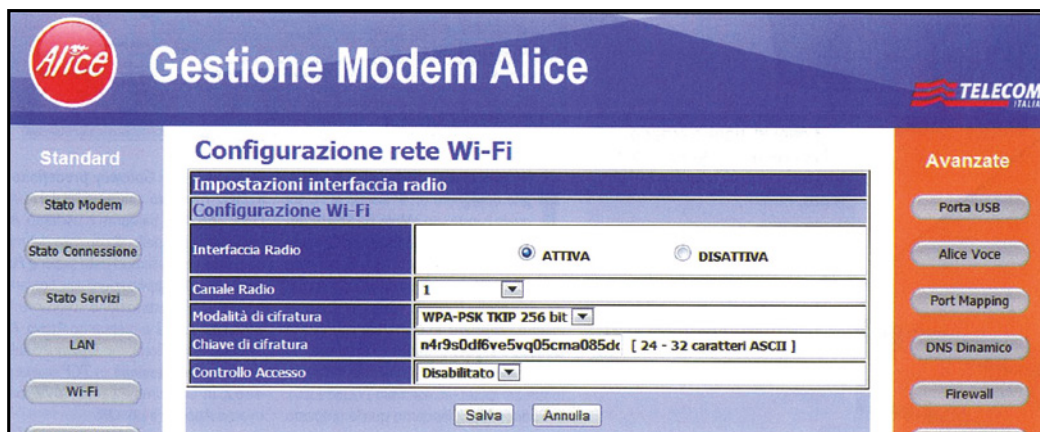 Alice
Gestione Modem Alice
TELECOM
ITALIA
Standard
Stato Modem
Stato Connessione
Stato Servizi
LAN
Wi-Fi
Configurazione rete Wi-Fi
Impostazioni interfaccia radio
Configurazione Wi-Fi
Interfaccia Radio ATTIVA DISATTIVA
Canale Radio 1
Modalità di cifratura WPA-PSK TKIP 256 bit
Chiave di cifratura [ 24 - 32 caratteri ASCII ]
Controllo Accesso Disabilitato
Salva Annulla
Avanzate
Porta USB
Alice Voce
Port Mapping
DNS Dinamico
Firewall